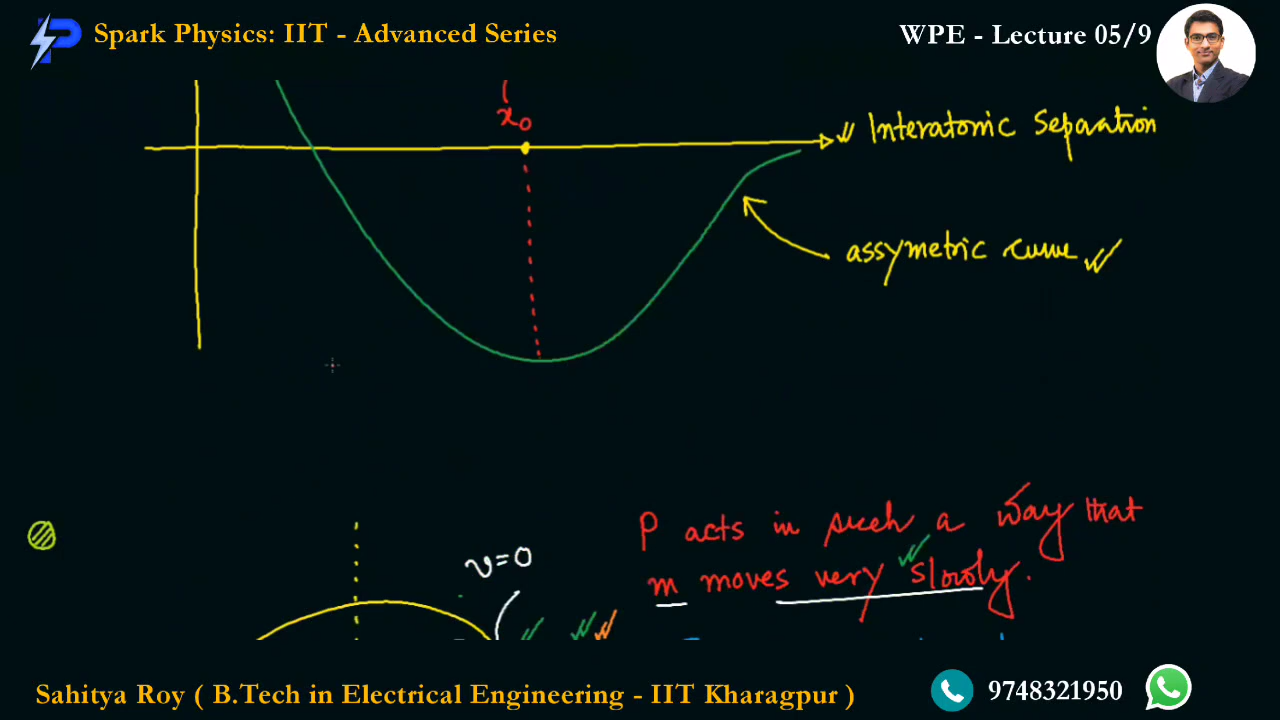 Spark Physics: IIT - Advanced Series
WPE - Lecture 05/9
x₀
Interatomic Separation
assymetric curve
P acts in such a way that
m moves very slowly.
v=0
Sahitya Roy ( B.Tech in Electrical Engineering - IIT Kharagpur )
9748321950